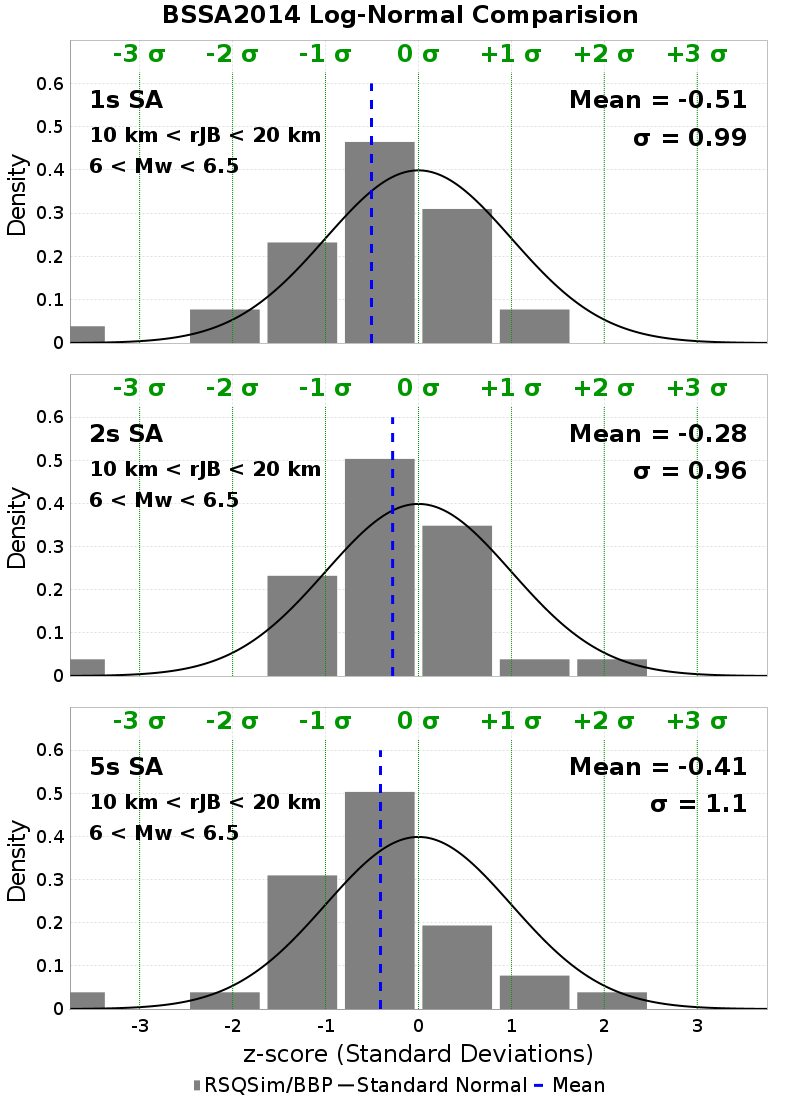 BSSA2014 Log-Normal Comparision
-3 σ -2 σ -1 σ 0 σ +1 σ +2 σ +3 σ
1s SA
10 km < rJB < 20 km
6 < Mw < 6.5
Mean = -0.51
σ = 0.99
Density
0.6
0.5
0.4
0.3
0.2
0.1
0
-3 σ -2 σ -1 σ 0 σ +1 σ +2 σ +3 σ
2s SA
10 km < rJB < 20 km
6 < Mw < 6.5
Mean = -0.28
σ = 0.96
Density
0.6
0.5
0.4
0.3
0.2
0.1
0
-3 σ -2 σ -1 σ 0 σ +1 σ +2 σ +3 σ
5s SA
10 km < rJB < 20 km
6 < Mw < 6.5
Mean = -0.41
σ = 1.1
Density
0.6
0.5
0.4
0.3
0.2
0.1
0
-3 -2 -1 0 1 2 3
z-score (Standard Deviations)
RSQSim/BBP Standard Normal Mean